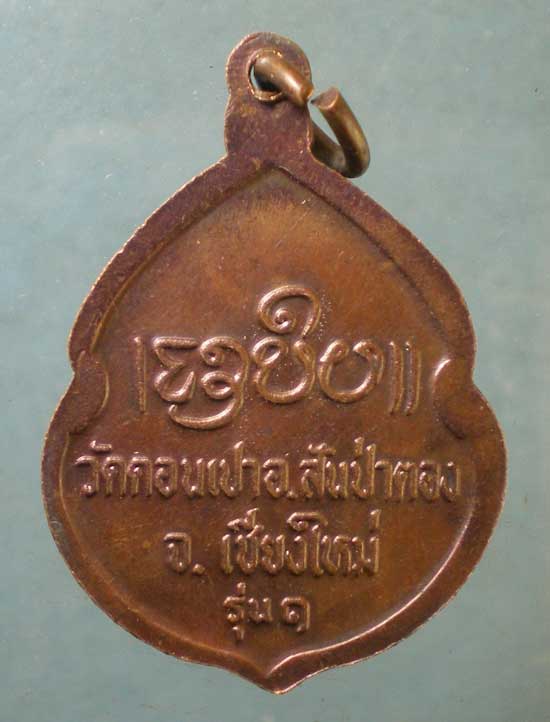 วัดดอนเปา อ.สันป่าตอง
จ. เชียงใหม่
รุ่น ๑